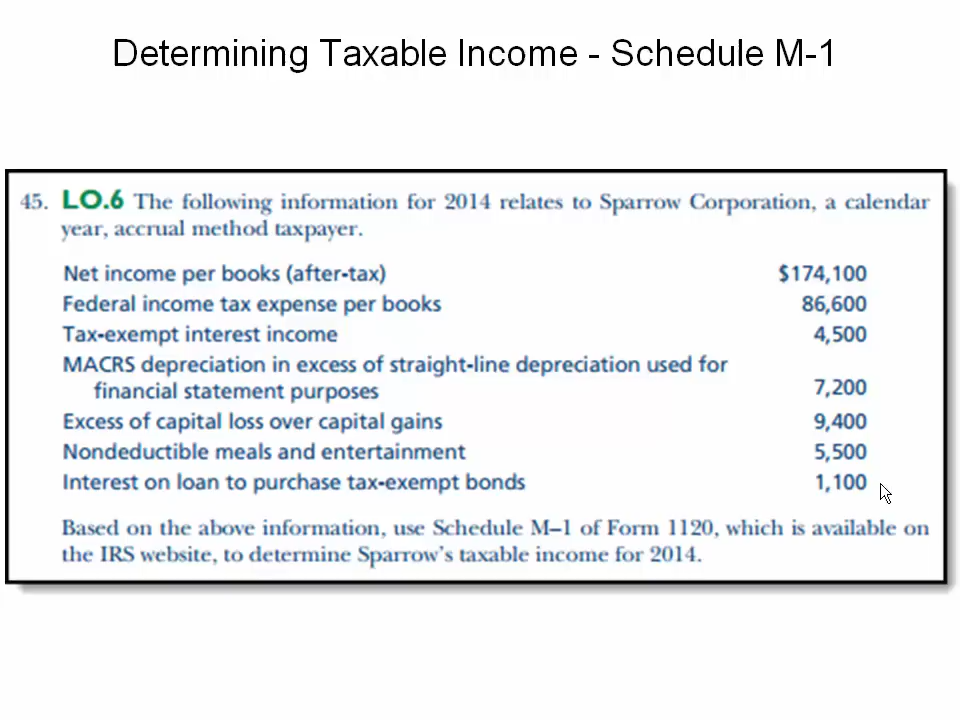 Determining Taxable Income - Schedule M-1
45. LO.6 The following information for 2014 relates to Sparrow Corporation, a calendar
year, accrual method taxpayer.
Net income per books (after-tax) $174,100
Federal income tax expense per books 86,600
Tax-exempt interest income 4,500
MACRS depreciation in excess of straight-line depreciation used for
financial statement purposes 7,200
Excess of capital loss over capital gains 9,400
Nondeductible meals and entertainment 5,500
Interest on loan to purchase tax-exempt bonds 1,100
Based on the above information, use Schedule M–1 of Form 1120, which is available on
the IRS website, to determine Sparrow's taxable income for 2014.